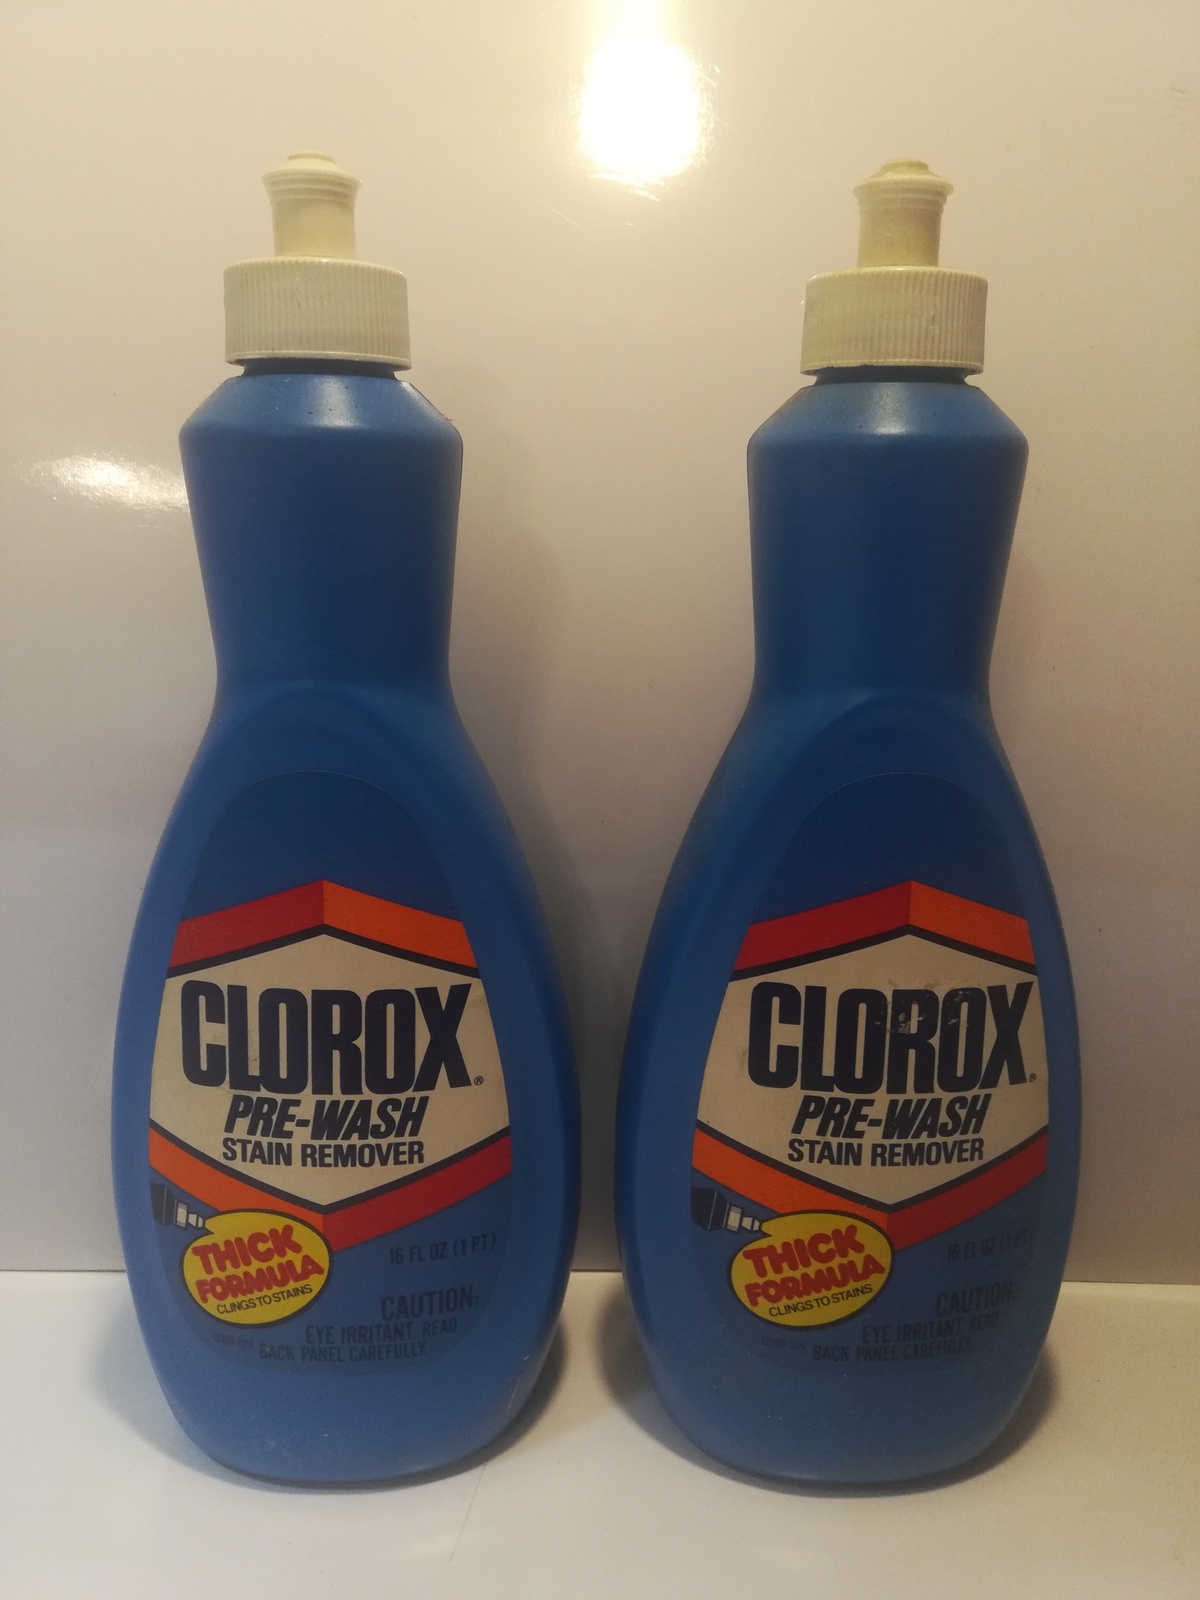 CLOROX®
PRE-WASH
STAIN REMOVER
THICK
FORMULA
CLINGS TO STAINS
16 FL OZ (1 PT)
CAUTION:
EYE IRRITANT, READ
BACK PANEL CAREFULLY.
CLOROX®
PRE-WASH
STAIN REMOVER
THICK
FORMULA
CLINGS TO STAINS
16 FL OZ (1 PT)
CAUTION:
EYE IRRITANT, READ
BACK PANEL CAREFULLY.